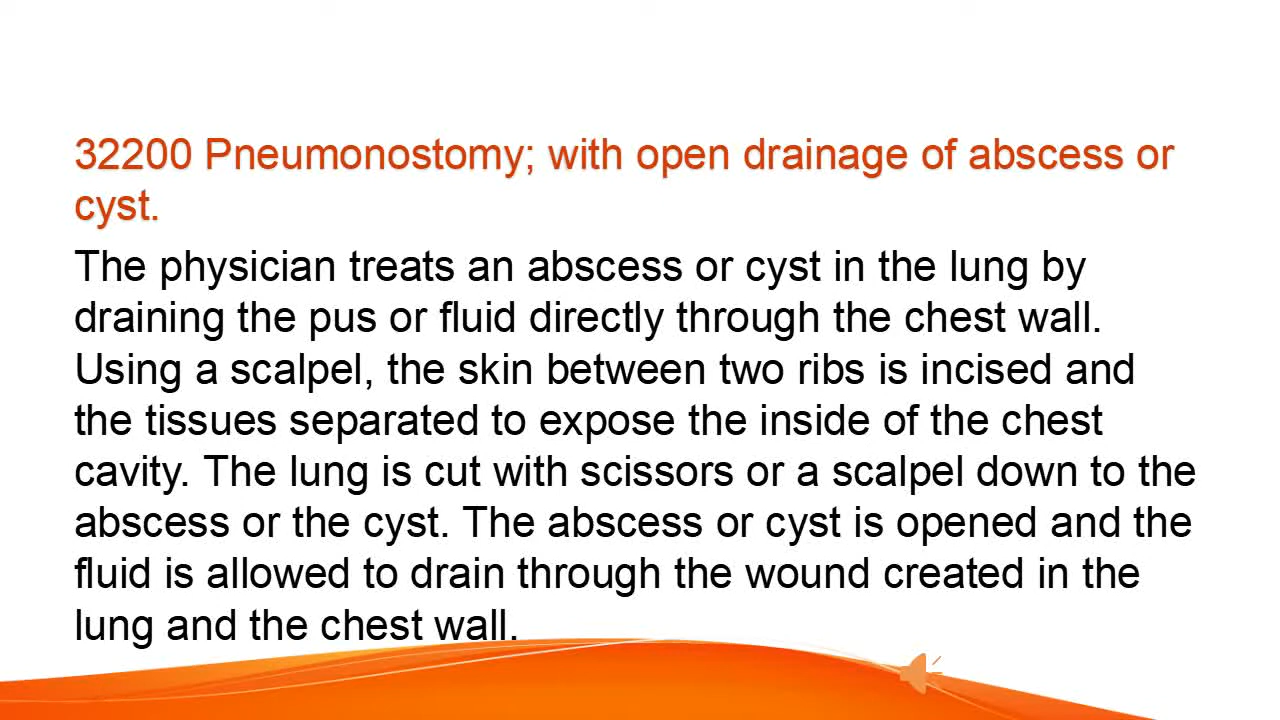 32200 Pneumonostomy; with open drainage of abscess or
cyst.
The physician treats an abscess or cyst in the lung by
draining the pus or fluid directly through the chest wall.
Using a scalpel, the skin between two ribs is incised and
the tissues separated to expose the inside of the chest
cavity. The lung is cut with scissors or a scalpel down to the
abscess or the cyst. The abscess or cyst is opened and the
fluid is allowed to drain through the wound created in the
lung and the chest wall.